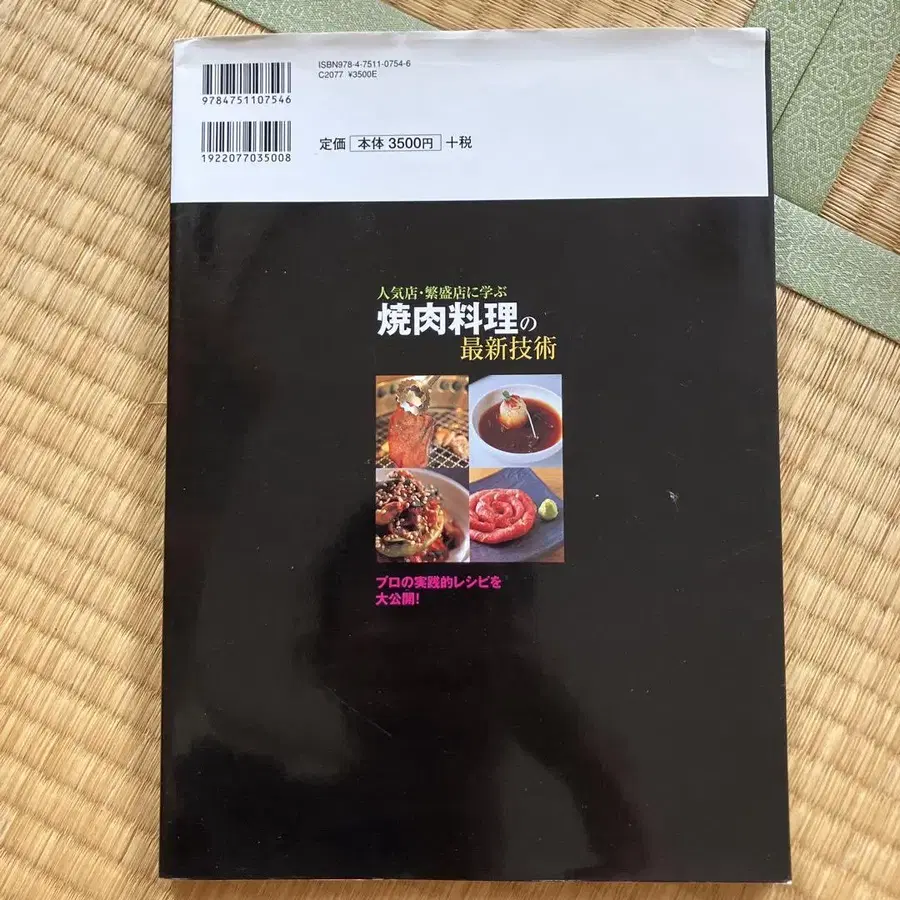 ISBN978-4-7511-0754-6
C2077 ¥3500E
9784751107546
1922077035008
定価 本体 3500円 +税
人気店・繁盛店に学ぶ
焼肉料理の
最新技術
プロの実践的レシピを
大公開!